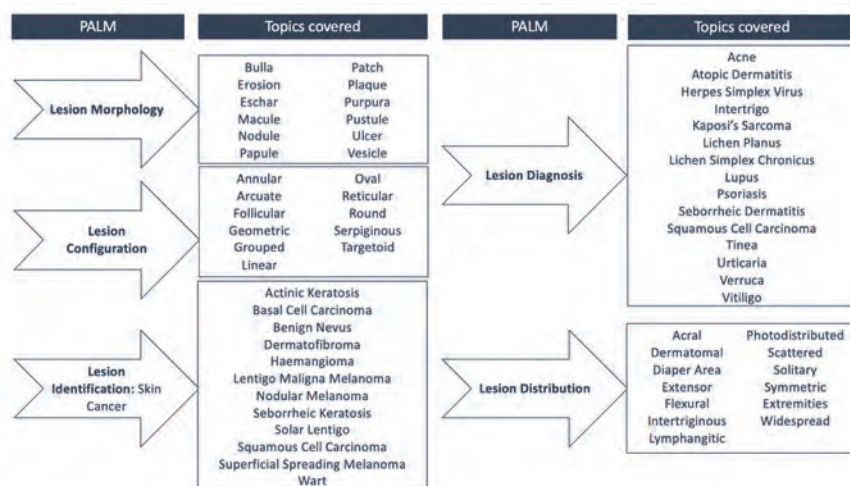 PALM
Topics covered
Lesion Morphology
Bulla Patch
Erosion Plaque
Eschar Purpura
Macule Pustule
Nodule Ulcer
Papule Vesicle
Lesion
Configuration
Annular Oval
Arcuate Reticular
Follicular Round
Geometric Serpiginous
Grouped Targetoid
Linear
Lesion
Identification: Skin
Cancer
Actinic Keratosis
Basal Cell Carcinoma
Benign Nevus
Dermatofibroma
Haemangioma
Lentigo Maligna Melanoma
Nodular Melanoma
Seborrheic Keratosis
Solar Lentigo
Squamous Cell Carcinoma
Superficial Spreading Melanoma
Wart
PALM
Topics covered
Lesion Diagnosis
Acne
Atopic Dermatitis
Herpes Simplex Virus
Intertrigo
Kaposi's Sarcoma
Lichen Planus
Lichen Simplex Chronicus
Lupus
Psoriasis
Seborrheic Dermatitis
Squamous Cell Carcinoma
Tinea
Urticaria
Verruca
Vitiligo
Lesion Distribution
Acral Photodistributed
Dermatomal Scattered
Diaper Area Solitary
Extensor Symmetric
Flexural Extremities
Intertriginous Widespread
Lymphangitic